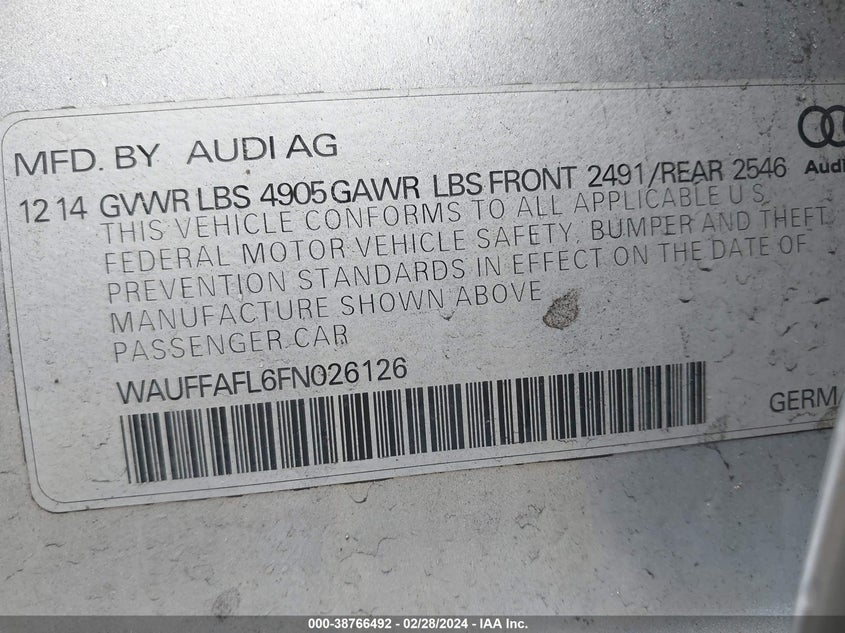 MFD. BY AUDI AG
12 14 GVWR LBS 4905 GAWR LBS FRONT 2491/REAR 2546
Audi
THIS VEHICLE CONFORMS TO ALL APPLICABLE U S
FEDERAL MOTOR VEHICLE SAFETY, BUMPER AND THEFT
PREVENTION STANDARDS IN EFFECT ON THE DATE OF
MANUFACTURE SHOWN ABOVE
PASSENGER CAR
WAUFFAFL6FN026126
GERMA
000-38766492 - 02/28/2024 - IAA, Inc.